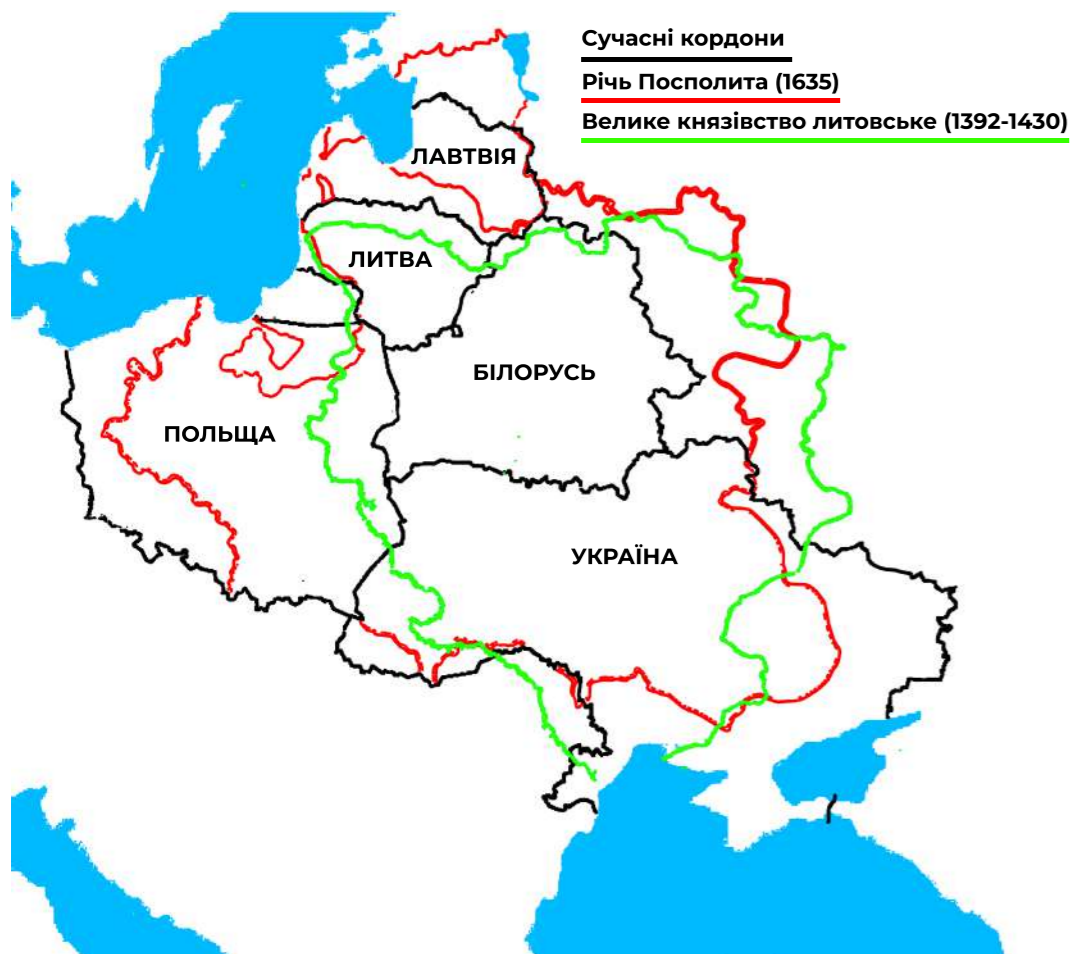 Сучасні кордони
Річь Посполита (1635)
Велике князівство литовське (1392-1430)
ЛАВТВІЯ
ЛИТВА
БІЛОРУСЬ
ПОЛЬЩА
УКРАЇНА